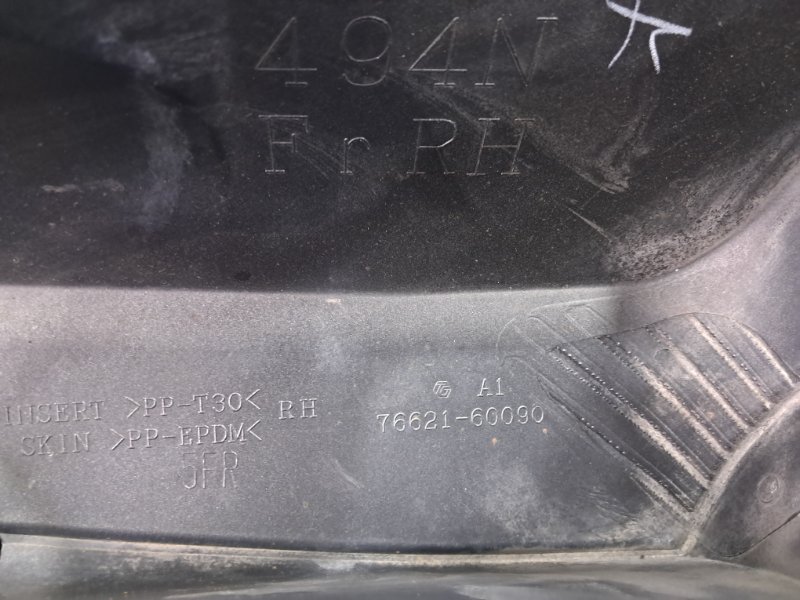 494N
Fr RH
A1
INSERT >PP-T30< RH
SKIN >PP-EPDM<
76621-60090
5FR